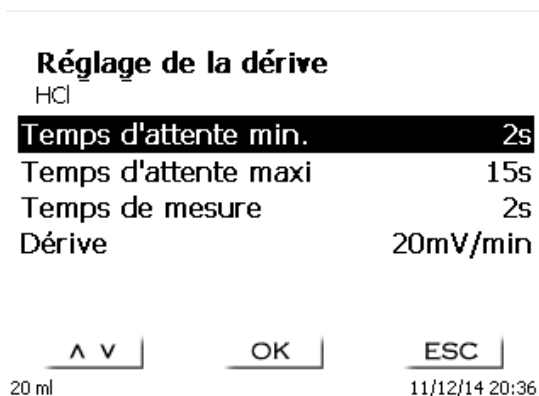 Réglage de la dérive
HCl
Temps d'attente min. 2s
Temps d'attente maxi 15s
Temps de mesure 2s
Dérive 20mV/min
∧ ∨ OK ESC
20 ml 11/12/14 20:36